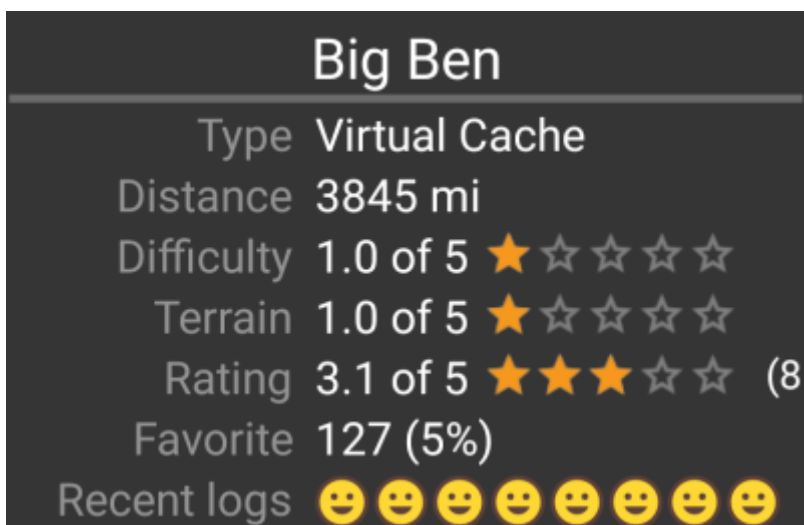 Big Ben
Type Virtual Cache
Distance 3845 mi
Difficulty 1.0 of 5
Terrain 1.0 of 5
Rating 3.1 of 5 (8
Favorite 127 (5%)
Recent logs